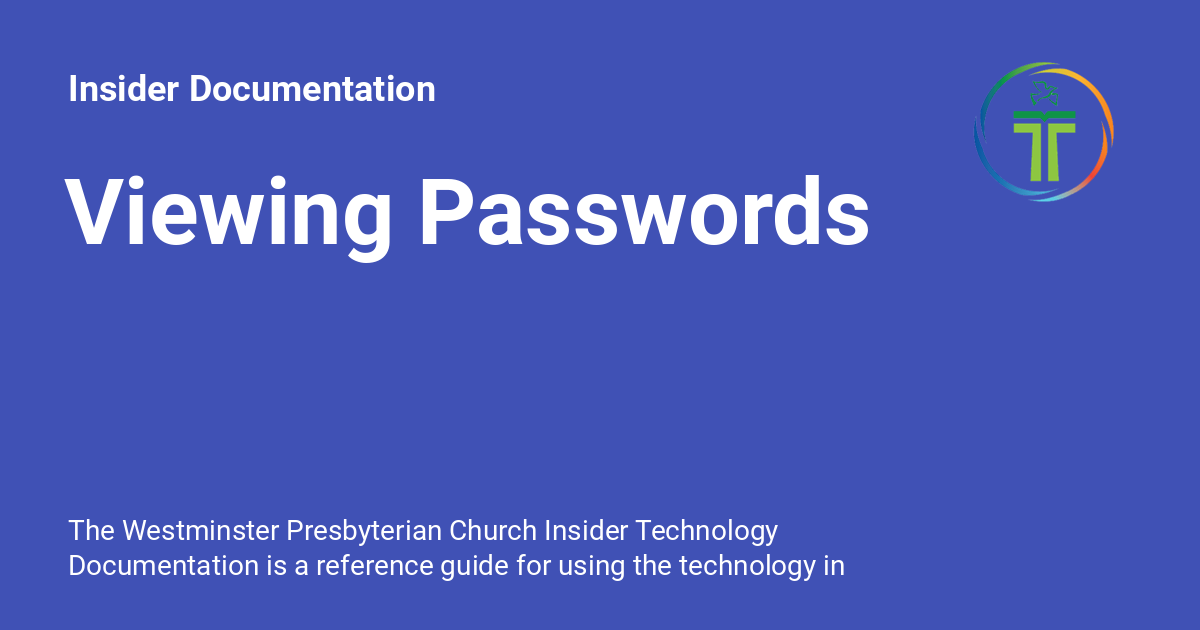 Insider Documentation
Viewing Passwords
The Westminster Presbyterian Church Insider Technology
Documentation is a reference guide for using the technology in